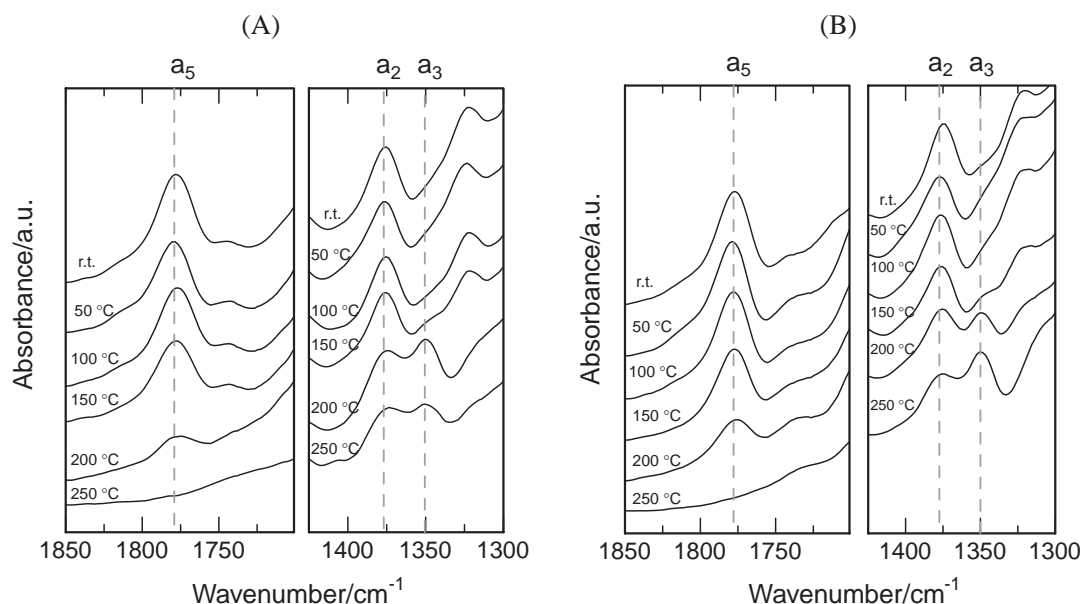 (A)
(B)
a5
a2 a3
a5
a2 a3
Absorbance/a.u.
r.t.
50 °C
100 °C
150 °C
200 °C
250 °C
r.t.
50 °C
100 °C
150 °C
200 °C
250 °C
1850 1800 1750
1400 1350 1300
Wavenumber/cm-1
Absorbance/a.u.
r.t.
50 °C
100 °C
150 °C
200 °C
250 °C
r.t.
50 °C
100 °C
150 °C
200 °C
250 °C
1850 1800 1750
1400 1350 1300
Wavenumber/cm-1